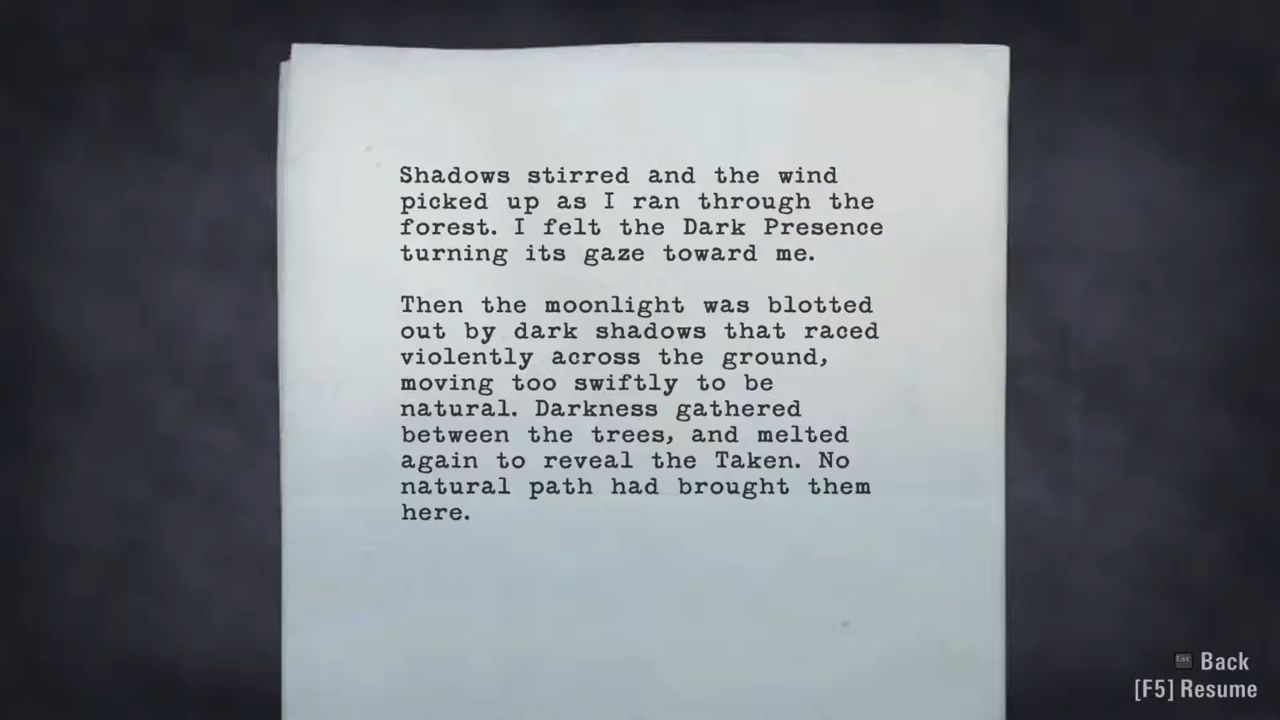 Shadows stirred and the wind
picked up as I ran through the
forest. I felt the Dark Presence
turning its gaze toward me.
Then the moonlight was blotted
out by dark shadows that raced
violently across the ground,
moving too swiftly to be
natural. Darkness gathered
between the trees, and melted
again to reveal the Taken. No
natural path had brought them
here.
Esc Back
[F5] Resume